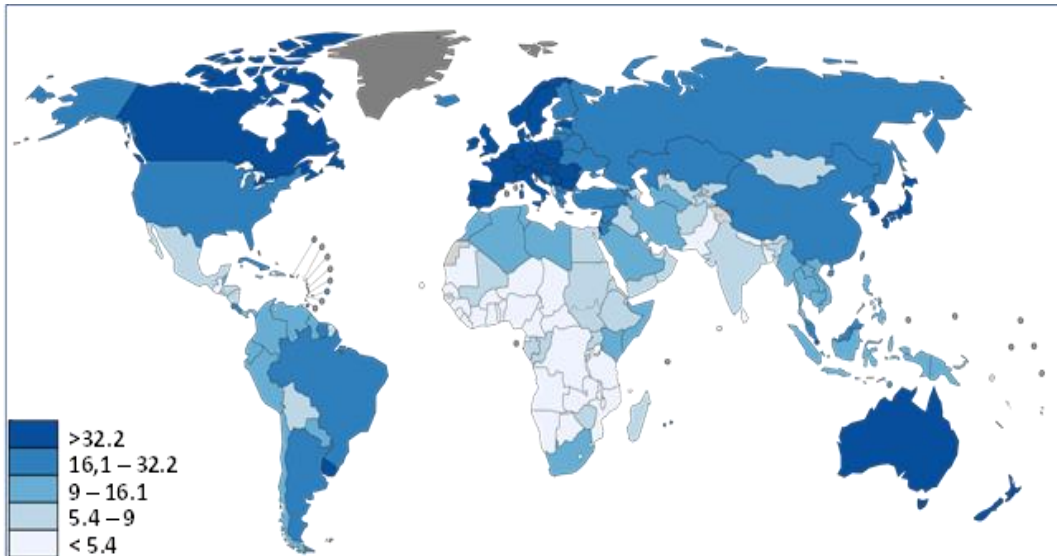 >32.2
16,1 – 32.2
9 – 16.1
5.4 – 9
< 5.4